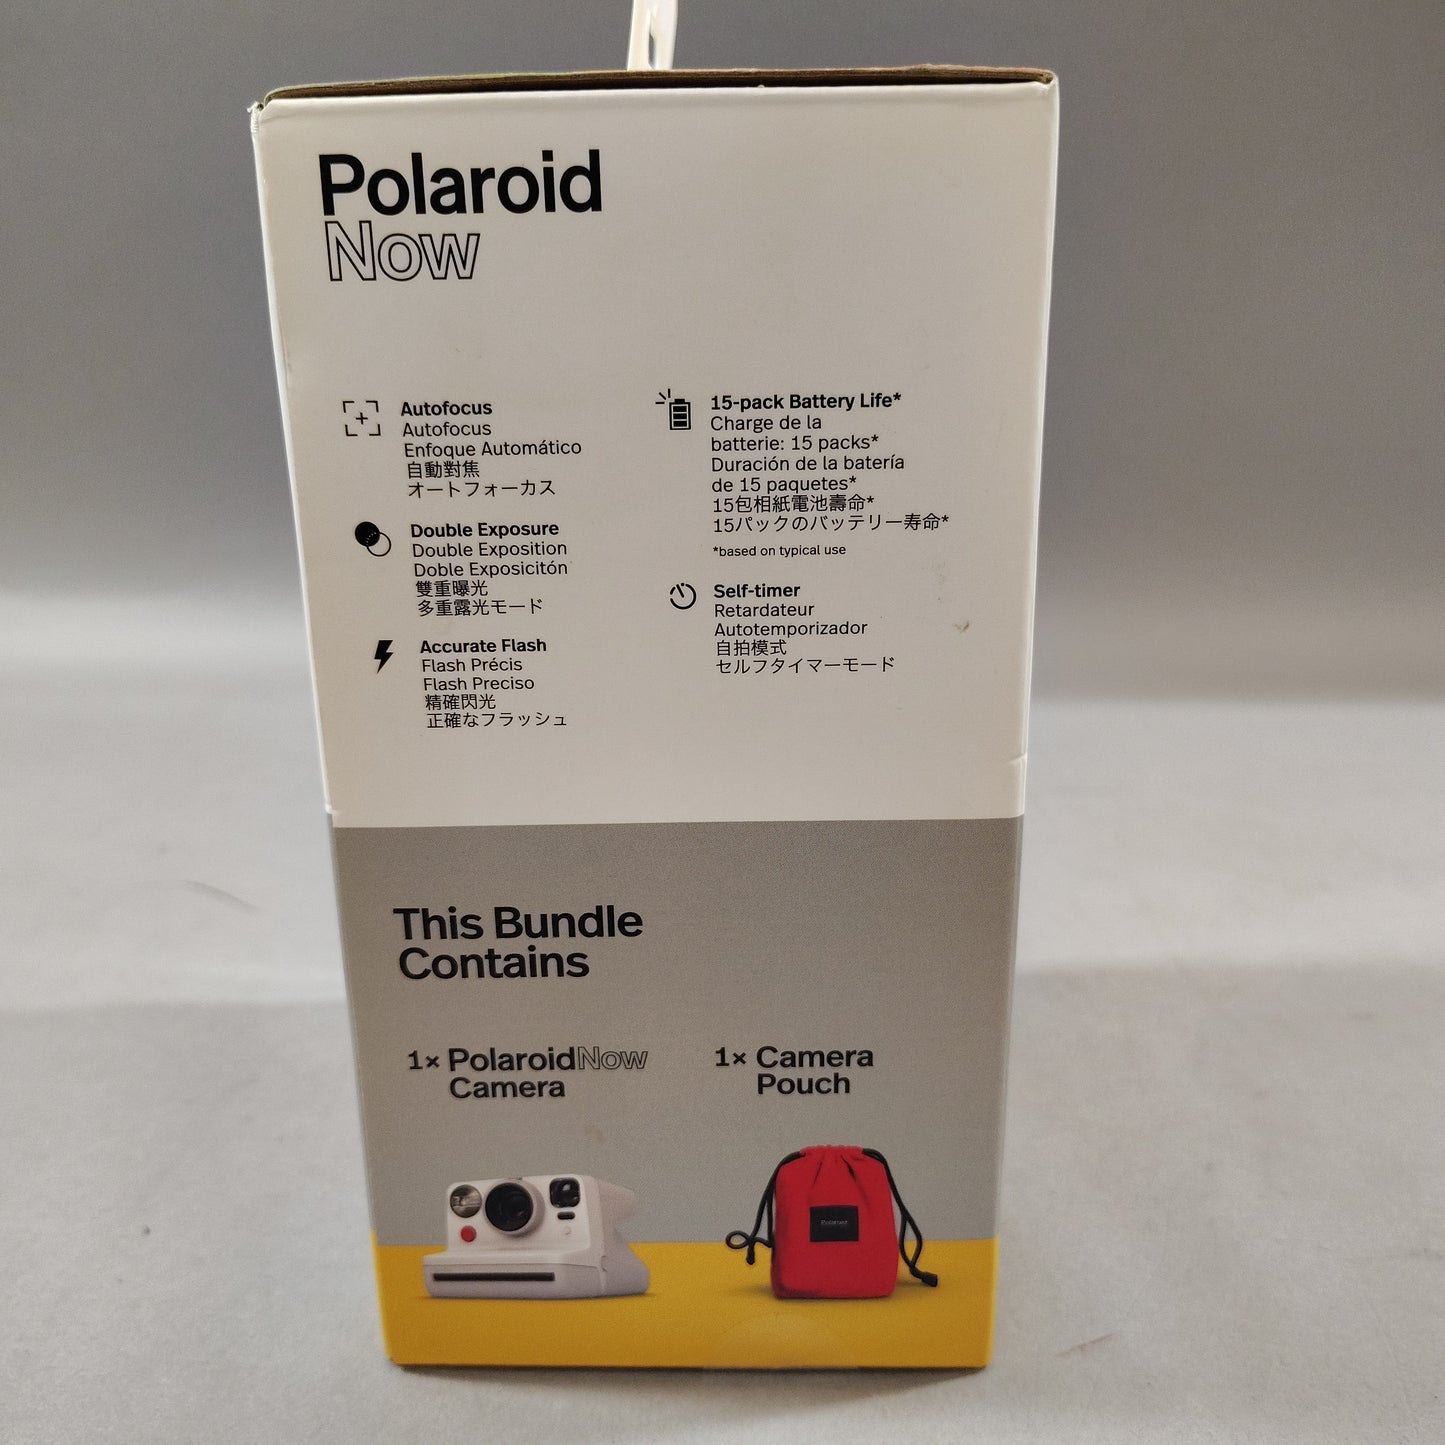 Polaroid
Now
Autofocus
Autofocus
Enfoque Automático
自動對焦
オートフォーカス
Double Exposure
Double Exposition
Doble Exposicitón
雙重曝光
多重露光モード
Accurate Flash
Flash Précis
Flash Preciso
精確閃光
正確なフラッシュ
15-pack Battery Life*
Charge de la
batterie: 15 packs*
Duración de la batería
de 15 paquetes*
15包相紙電池壽命*
15パックのバッテリー寿命*
*based on typical use
Self-timer
Retardateur
Autotemporizador
自拍模式
セルフタイマーモード
This Bundle
Contains
1× PolaroidNow
Camera
1× Camera
Pouch
Polaroid